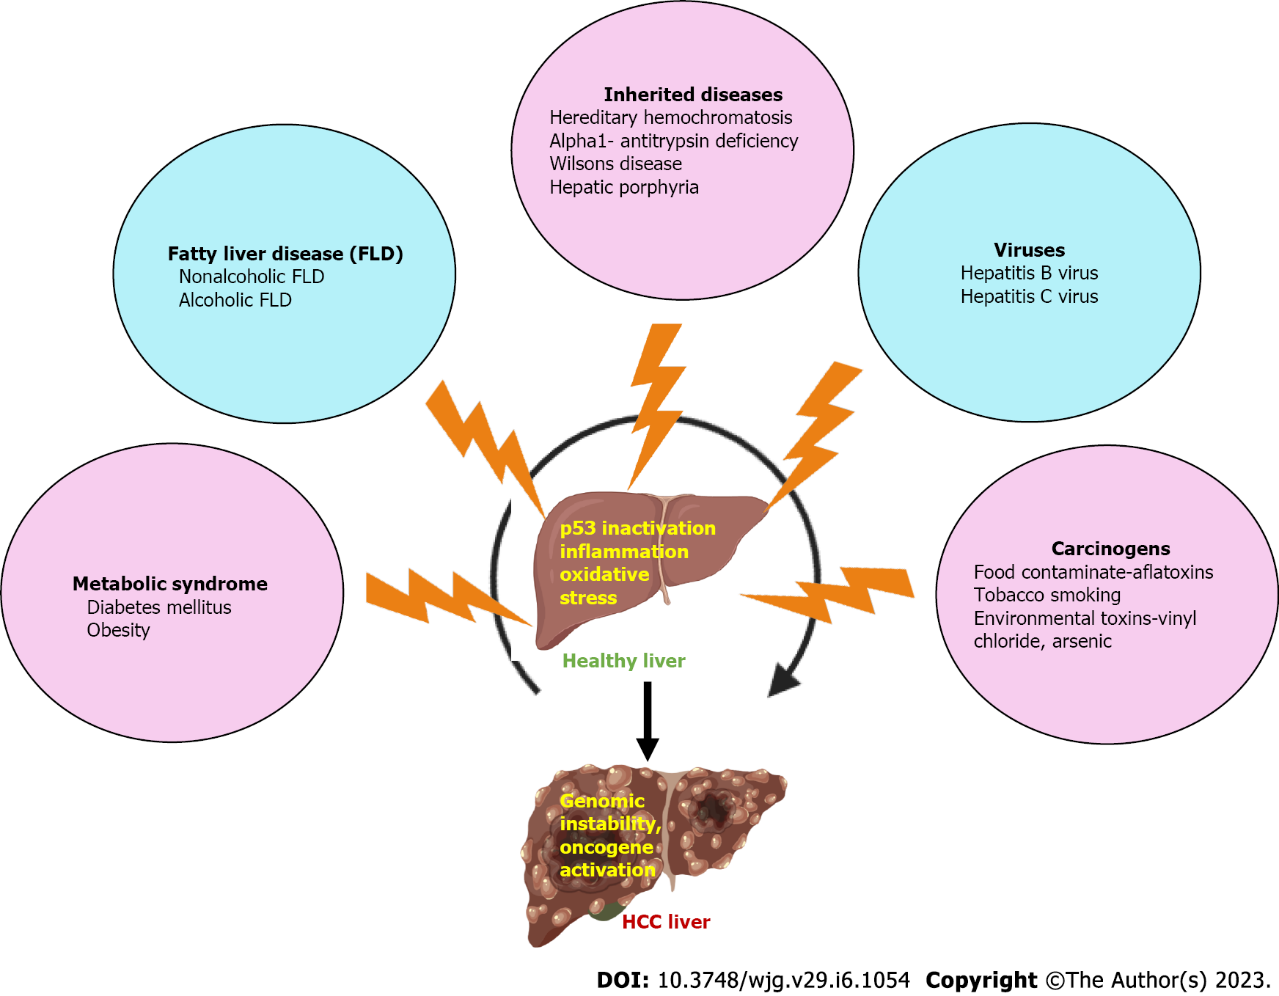 Inherited diseases
Hereditary hemochromatosis
Alpha1- antitrypsin deficiency
Wilsons disease
Hepatic porphyria
Fatty liver disease (FLD)
Nonalcoholic FLD
Alcoholic FLD
Viruses
Hepatitis B virus
Hepatitis C virus
Metabolic syndrome
Diabetes mellitus
Obesity
p53 inactivation
inflammation
oxidative
stress
Healthy liver
Carcinogens
Food contaminate-aflatoxins
Tobacco smoking
Environmental toxins-vinyl
chloride, arsenic
Genomic
instability,
oncogene
activation
HCC liver
DOI: 10.3748/wjg.v29.i6.1054 Copyright ©The Author(s) 2023.